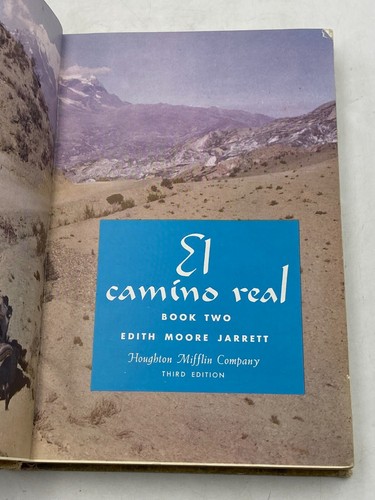 El
camino real
BOOK TWO
EDITH MOORE JARRETT
Houghton Mifflin Company
THIRD EDITION